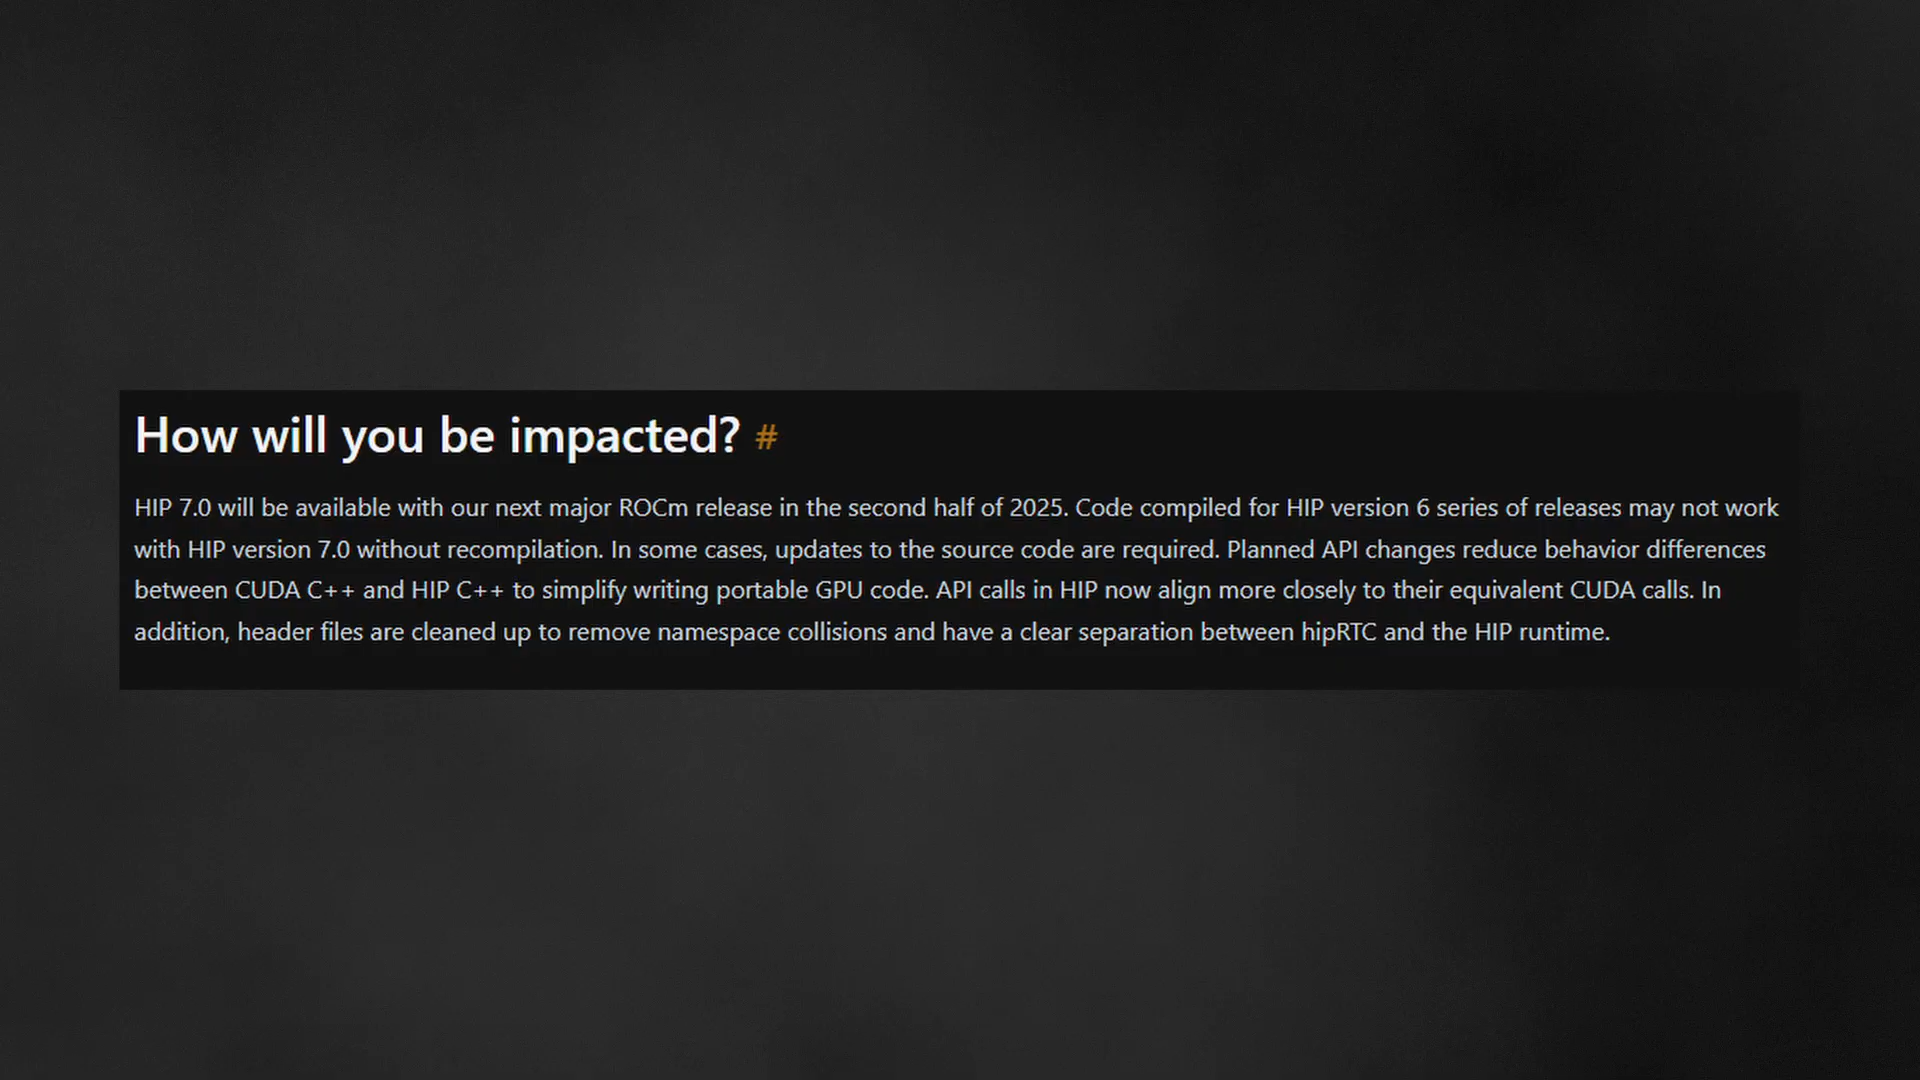 How will you be impacted? #
HIP 7.0 will be available with our next major ROCm release in the second half of 2025. Code compiled for HIP version 6 series of releases may not work
with HIP version 7.0 without recompilation. In some cases, updates to the source code are required. Planned API changes reduce behavior differences
between CUDA C++ and HIP C++ to simplify writing portable GPU code. API calls in HIP now align more closely to their equivalent CUDA calls. In
addition, header files are cleaned up to remove namespace collisions and have a clear separation between hipRTC and the HIP runtime.